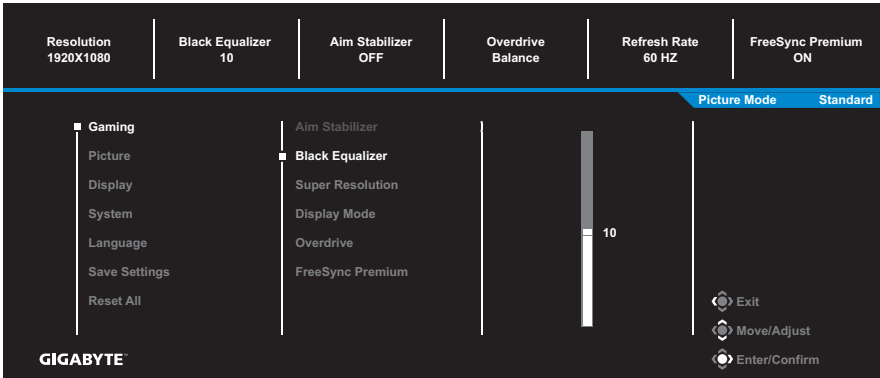 Resolution
1920X1080
Black Equalizer
10
Aim Stabilizer
OFF
Overdrive
Balance
Refresh Rate
60 HZ
FreeSync Premium
ON
Picture Mode Standard
Gaming
Picture
Display
System
Language
Save Settings
Reset All
Aim Stabilizer
Black Equalizer
Super Resolution
Display Mode
Overdrive
FreeSync Premium
10
Exit
Move/Adjust
Enter/Confirm
GIGABYTE™